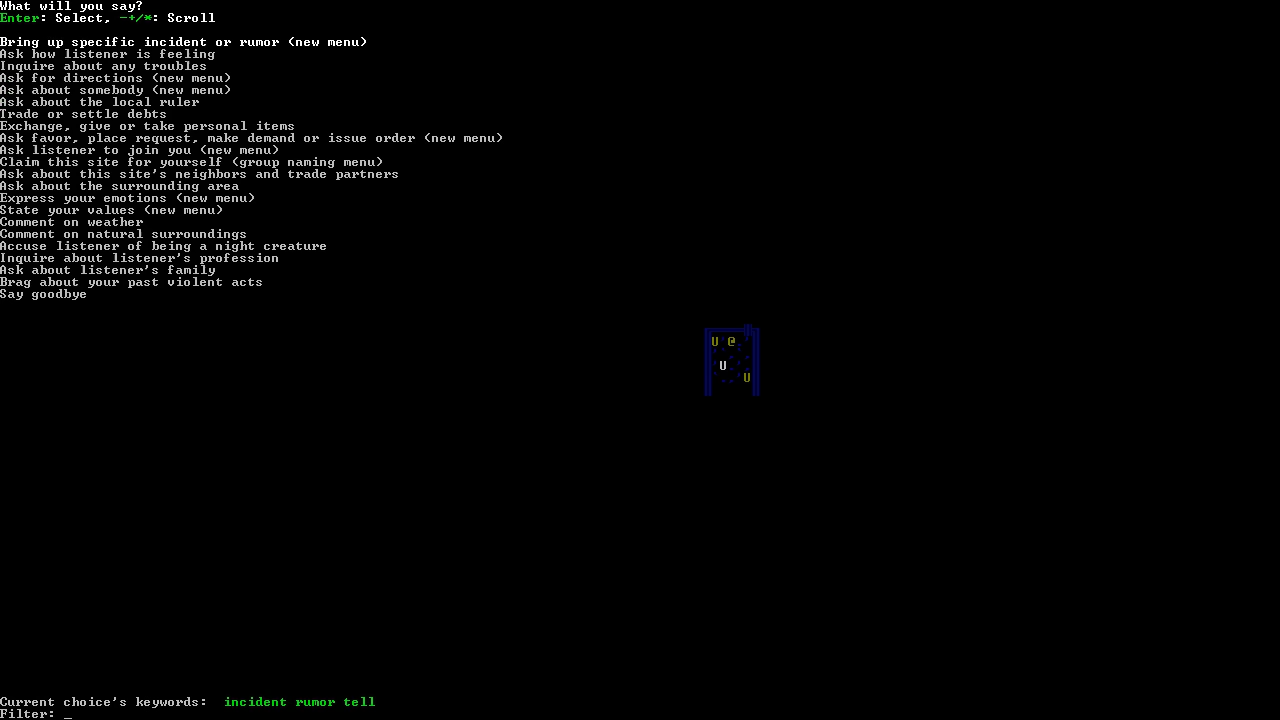 What will you say?
Enter: Select, -+/*: Scroll
Bring up specific incident or rumor (new menu)
Ask how listener is feeling
Inquire about any troubles
Ask for directions (new menu)
Ask about somebody (new menu)
Ask about the local ruler
Trade or settle debts
Exchange, give or take personal items
Ask favor, place request, make demand or issue order (new menu)
Ask listener to join you (new menu)
Claim this site for yourself (group naming menu)
Ask about this site's neighbors and trade partners
Ask about the surrounding area
Express your emotions (new menu)
State your values (new menu)
Comment on weather
Comment on natural surroundings
Accuse listener of being a night creature
Inquire about listener's profession
Ask about listener's family
Brag about your past violent acts
Say goodbye
U @
U
U
Current choice's keywords: incident rumor tell
Filter: _